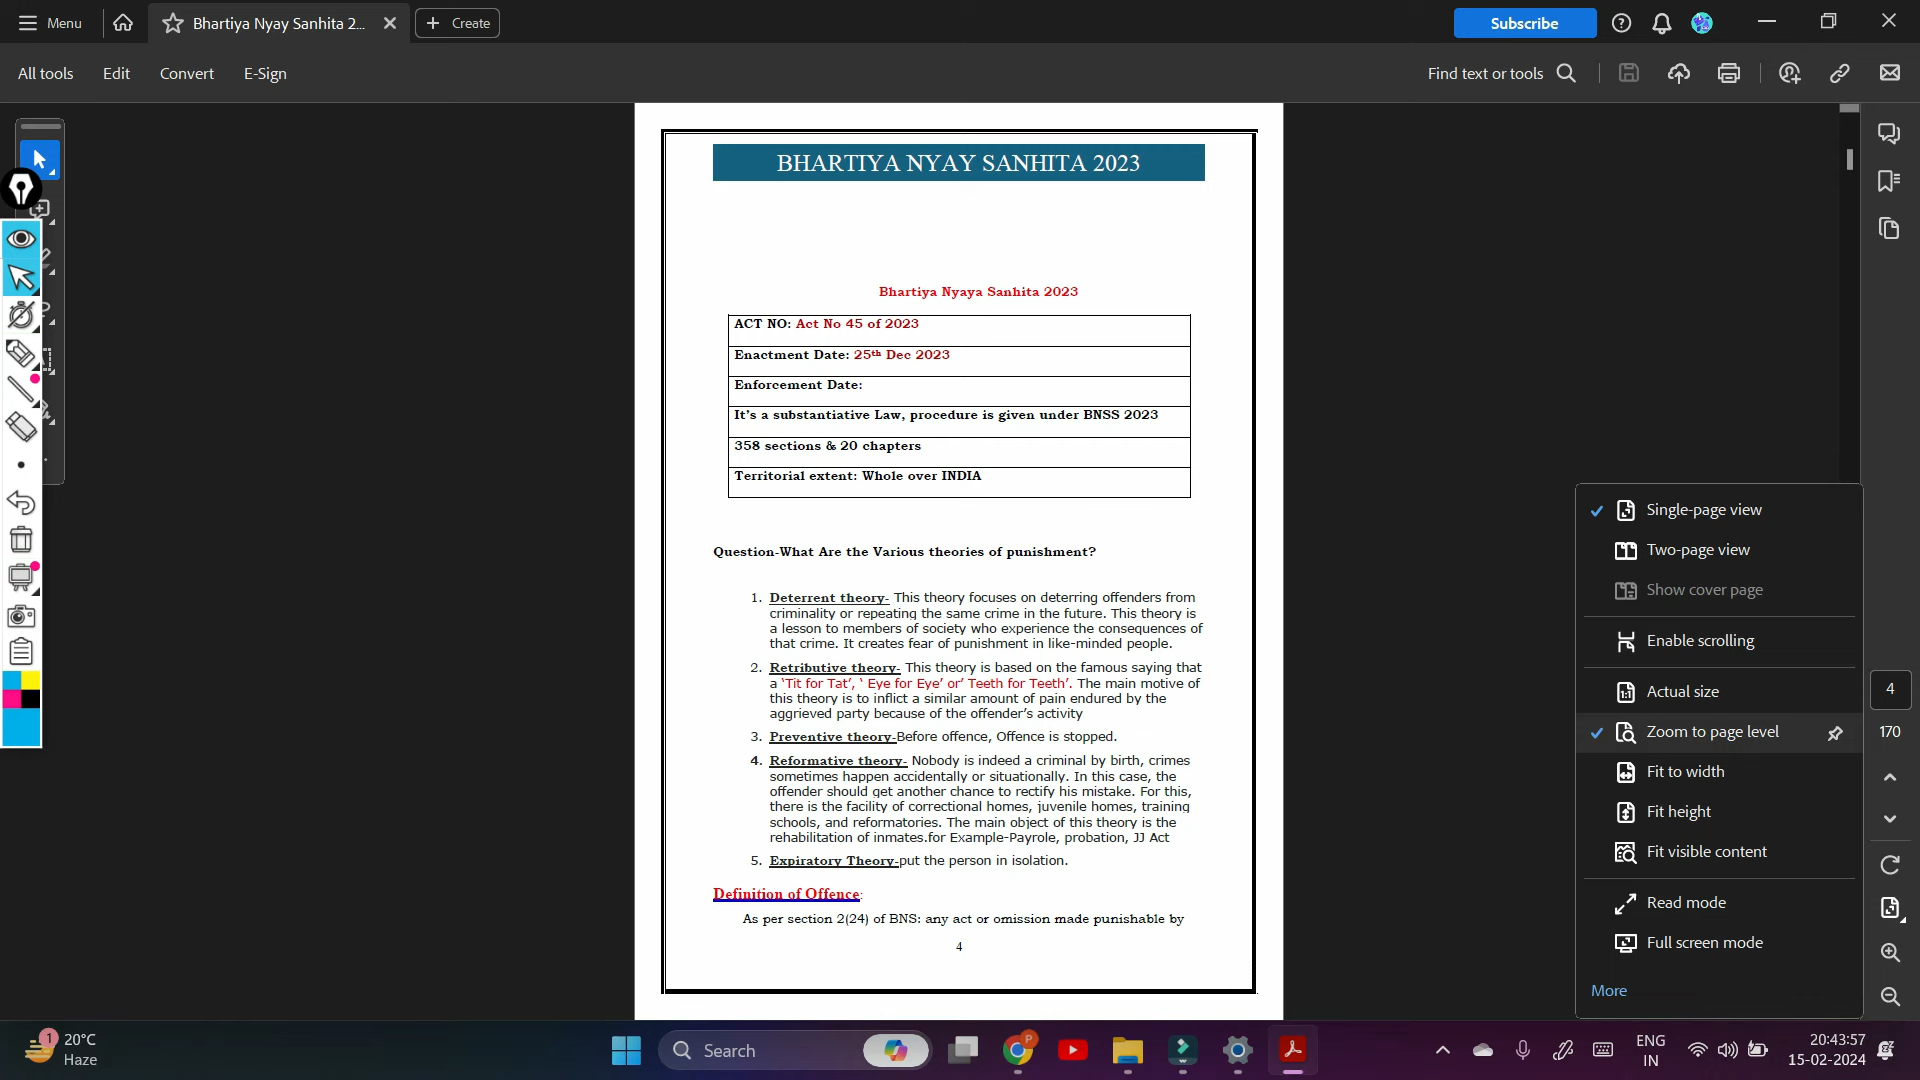 Menu
Bhartiya Nyay Sanhita 2...
Create
Subscribe
All tools
Edit
Convert
E-Sign
Find text or tools
BHARTIYA NYAY SANHITA 2023
Bhartiya Nyaya Sanhita 2023
ACT NO: Act No 45 of 2023
Enactment Date: 25th Dec 2023
Enforcement Date:
It's a substantiative Law, procedure is given under BNSS 2023
358 sections & 20 chapters
Territorial extent: Whole over INDIA
Question-What Are the Various theories of punishment?
1. Deterrent theory- This theory focuses on deterring offenders from
criminality or repeating the same crime in the future. This theory is
a lesson to members of society who experience the consequences of
that crime. It creates fear of punishment in like-minded people.
2. Retributive theory- This theory is based on the famous saying that
a ‘Tit for Tat’, ‘ Eye for Eye’ or’ Teeth for Teeth’. The main motive of
this theory is to inflict a similar amount of pain endured by the
aggrieved party because of the offender’s activity
3. Preventive theory-Before offence, Offence is stopped.
4. Reformative theory- Nobody is indeed a criminal by birth, crimes
sometimes happen accidentally or situationally. In this case, the
offender should get another chance to rectify his mistake. For this,
there is the facility of correctional homes, juvenile homes, training
schools, and reformatories. The main object of this theory is the
rehabilitation of inmates.for Example-Payrole, probation, JJ Act
5. Expiratory Theory-put the person in isolation.
Definition of Offence:
As per section 2(24) of BNS: any act or omission made punishable by
4
Single-page view
Two-page view
Show cover page
Enable scrolling
Actual size
Zoom to page level
Fit to width
Fit height
Fit visible content
Read mode
Full screen mode
More
4
170
1
20°C
Haze
Search
P
ENG
IN
20:43:57
15-02-2024